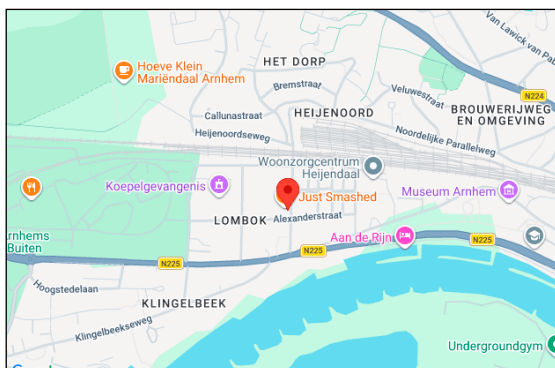 Van Lawick van Pab
HET DORP
Hoeve Klein
Mariëndaal Arnhem
Bremstraat
Veluwestraat
N224
BROUWERIJWEG
EN OMGEVING
Callunastraat
HEIJENOORD
Heijenoordseweg
Noordelijke Parallelweg
Woonzorgcentrum
Heijendaal
Koepelgevangenis
Just Smashed
Museum Arnhem
LOMBOK
Alexanderstraat
Arnhems
Buiten
Aan de Rijn
N225
N225
N225
Hoogstedelaan
KLINGELBEEK
Klingelbeekseweg
Undergroundgym